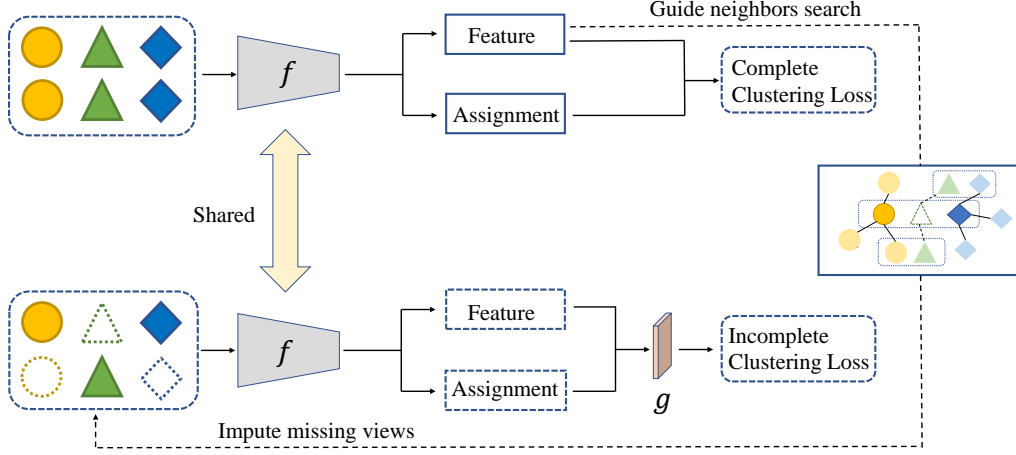 Guide neighbors search
Feature
f
Complete
Clustering Loss
Assignment
Shared
Feature
f
Incomplete
Clustering Loss
Assignment
g
Impute missing views